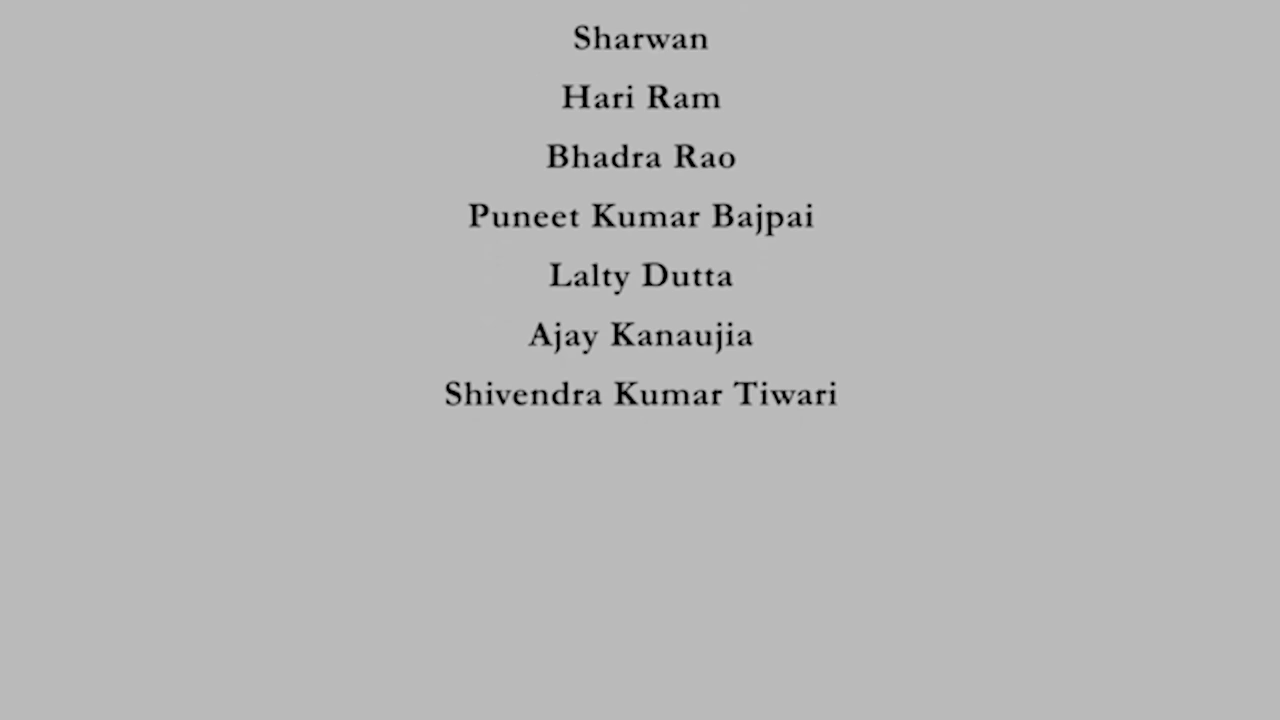 Sharwan
Hari Ram
Bhadra Rao
Puneet Kumar Bajpai
Lalty Dutta
Ajay Kanaujia
Shivendra Kumar Tiwari